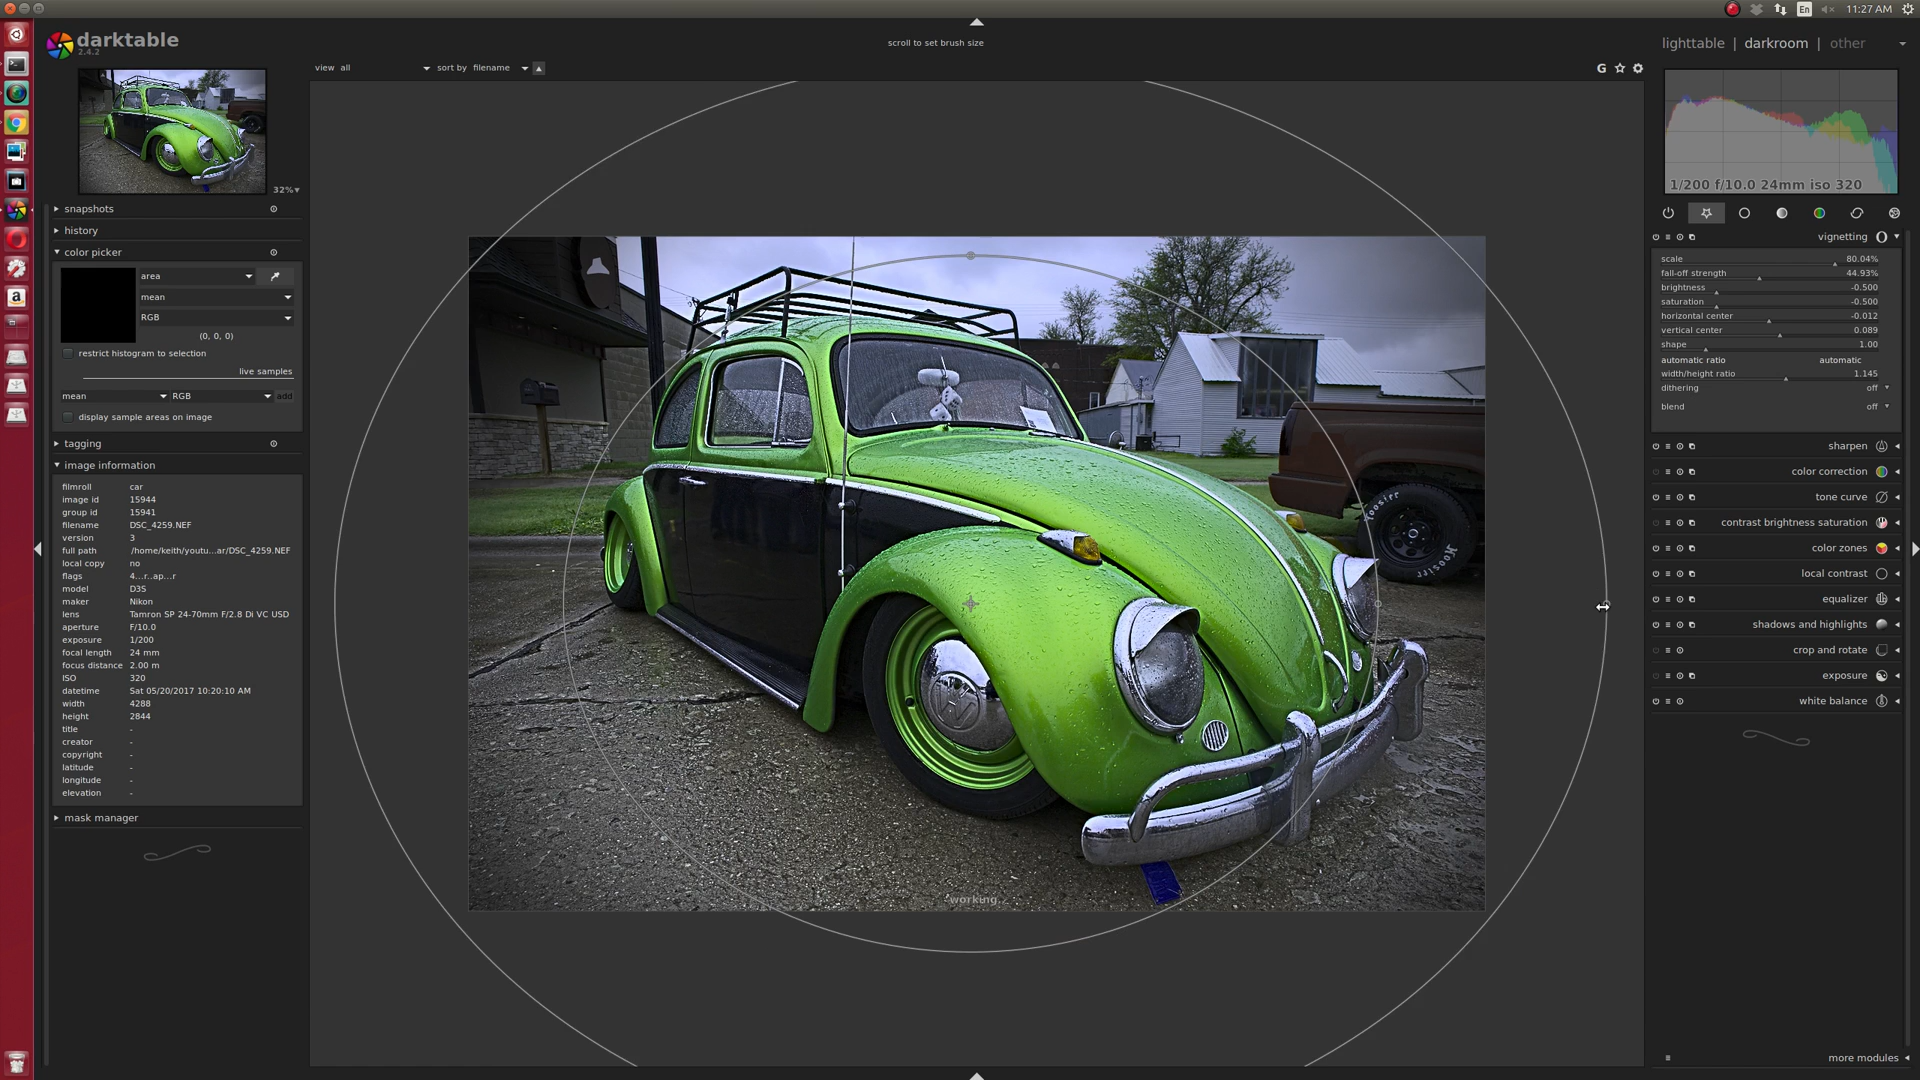 En
11:27 AM
darktable
2.4.2
scroll to set brush size
lighttable | darkroom | other
view all
sort by filename
G
32%
1/200 f/10.0 24mm iso 320
snapshots
history
color picker
area
mean
RGB
(0, 0, 0)
restrict histogram to selection
live samples
mean RGB add
display sample areas on image
tagging
image information
filmroll car
image id 15944
group id 15941
filename DSC_4259.NEF
version 3
full path /home/keith/youtu...ar/DSC_4259.NEF
local copy no
flags 4...r..ap...r
model D3S
maker Nikon
lens Tamron SP 24-70mm F/2.8 Di VC USD
aperture F/10.0
exposure 1/200
focal length 24 mm
focus distance 2.00 m
ISO 320
datetime Sat 05/20/2017 10:20:10 AM
width 4288
height 2844
title -
creator -
copyright -
latitude -
longitude -
elevation -
mask manager
Hoosier
Hoosier
working..
vignetting
scale 80.04%
fall-off strength 44.93%
brightness -0.500
saturation -0.500
horizontal center -0.012
vertical center 0.089
shape 1.00
automatic ratio automatic
width/height ratio 1.145
dithering off
blend off
sharpen
color correction
tone curve
contrast brightness saturation
color zones
local contrast
equalizer
shadows and highlights
crop and rotate
exposure
white balance
more modules